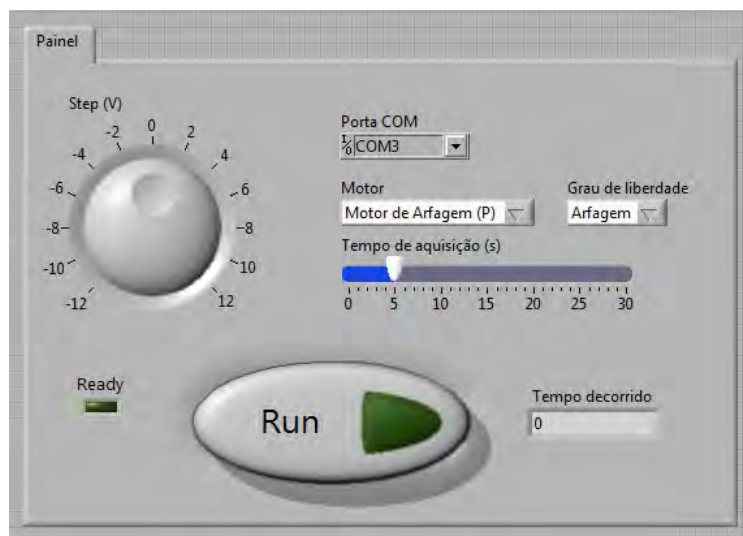 Painel
Step (V)
-12
-10
-8
-6
-4
-2
0
2
4
6
8
10
12
Porta COM
I/O COM3
Motor
Motor de Arfagem (P)
Grau de liberdade
Arfagem
Tempo de aquisição (s)
0 5 10 15 20 25 30
Ready
Run
Tempo decorrido
0